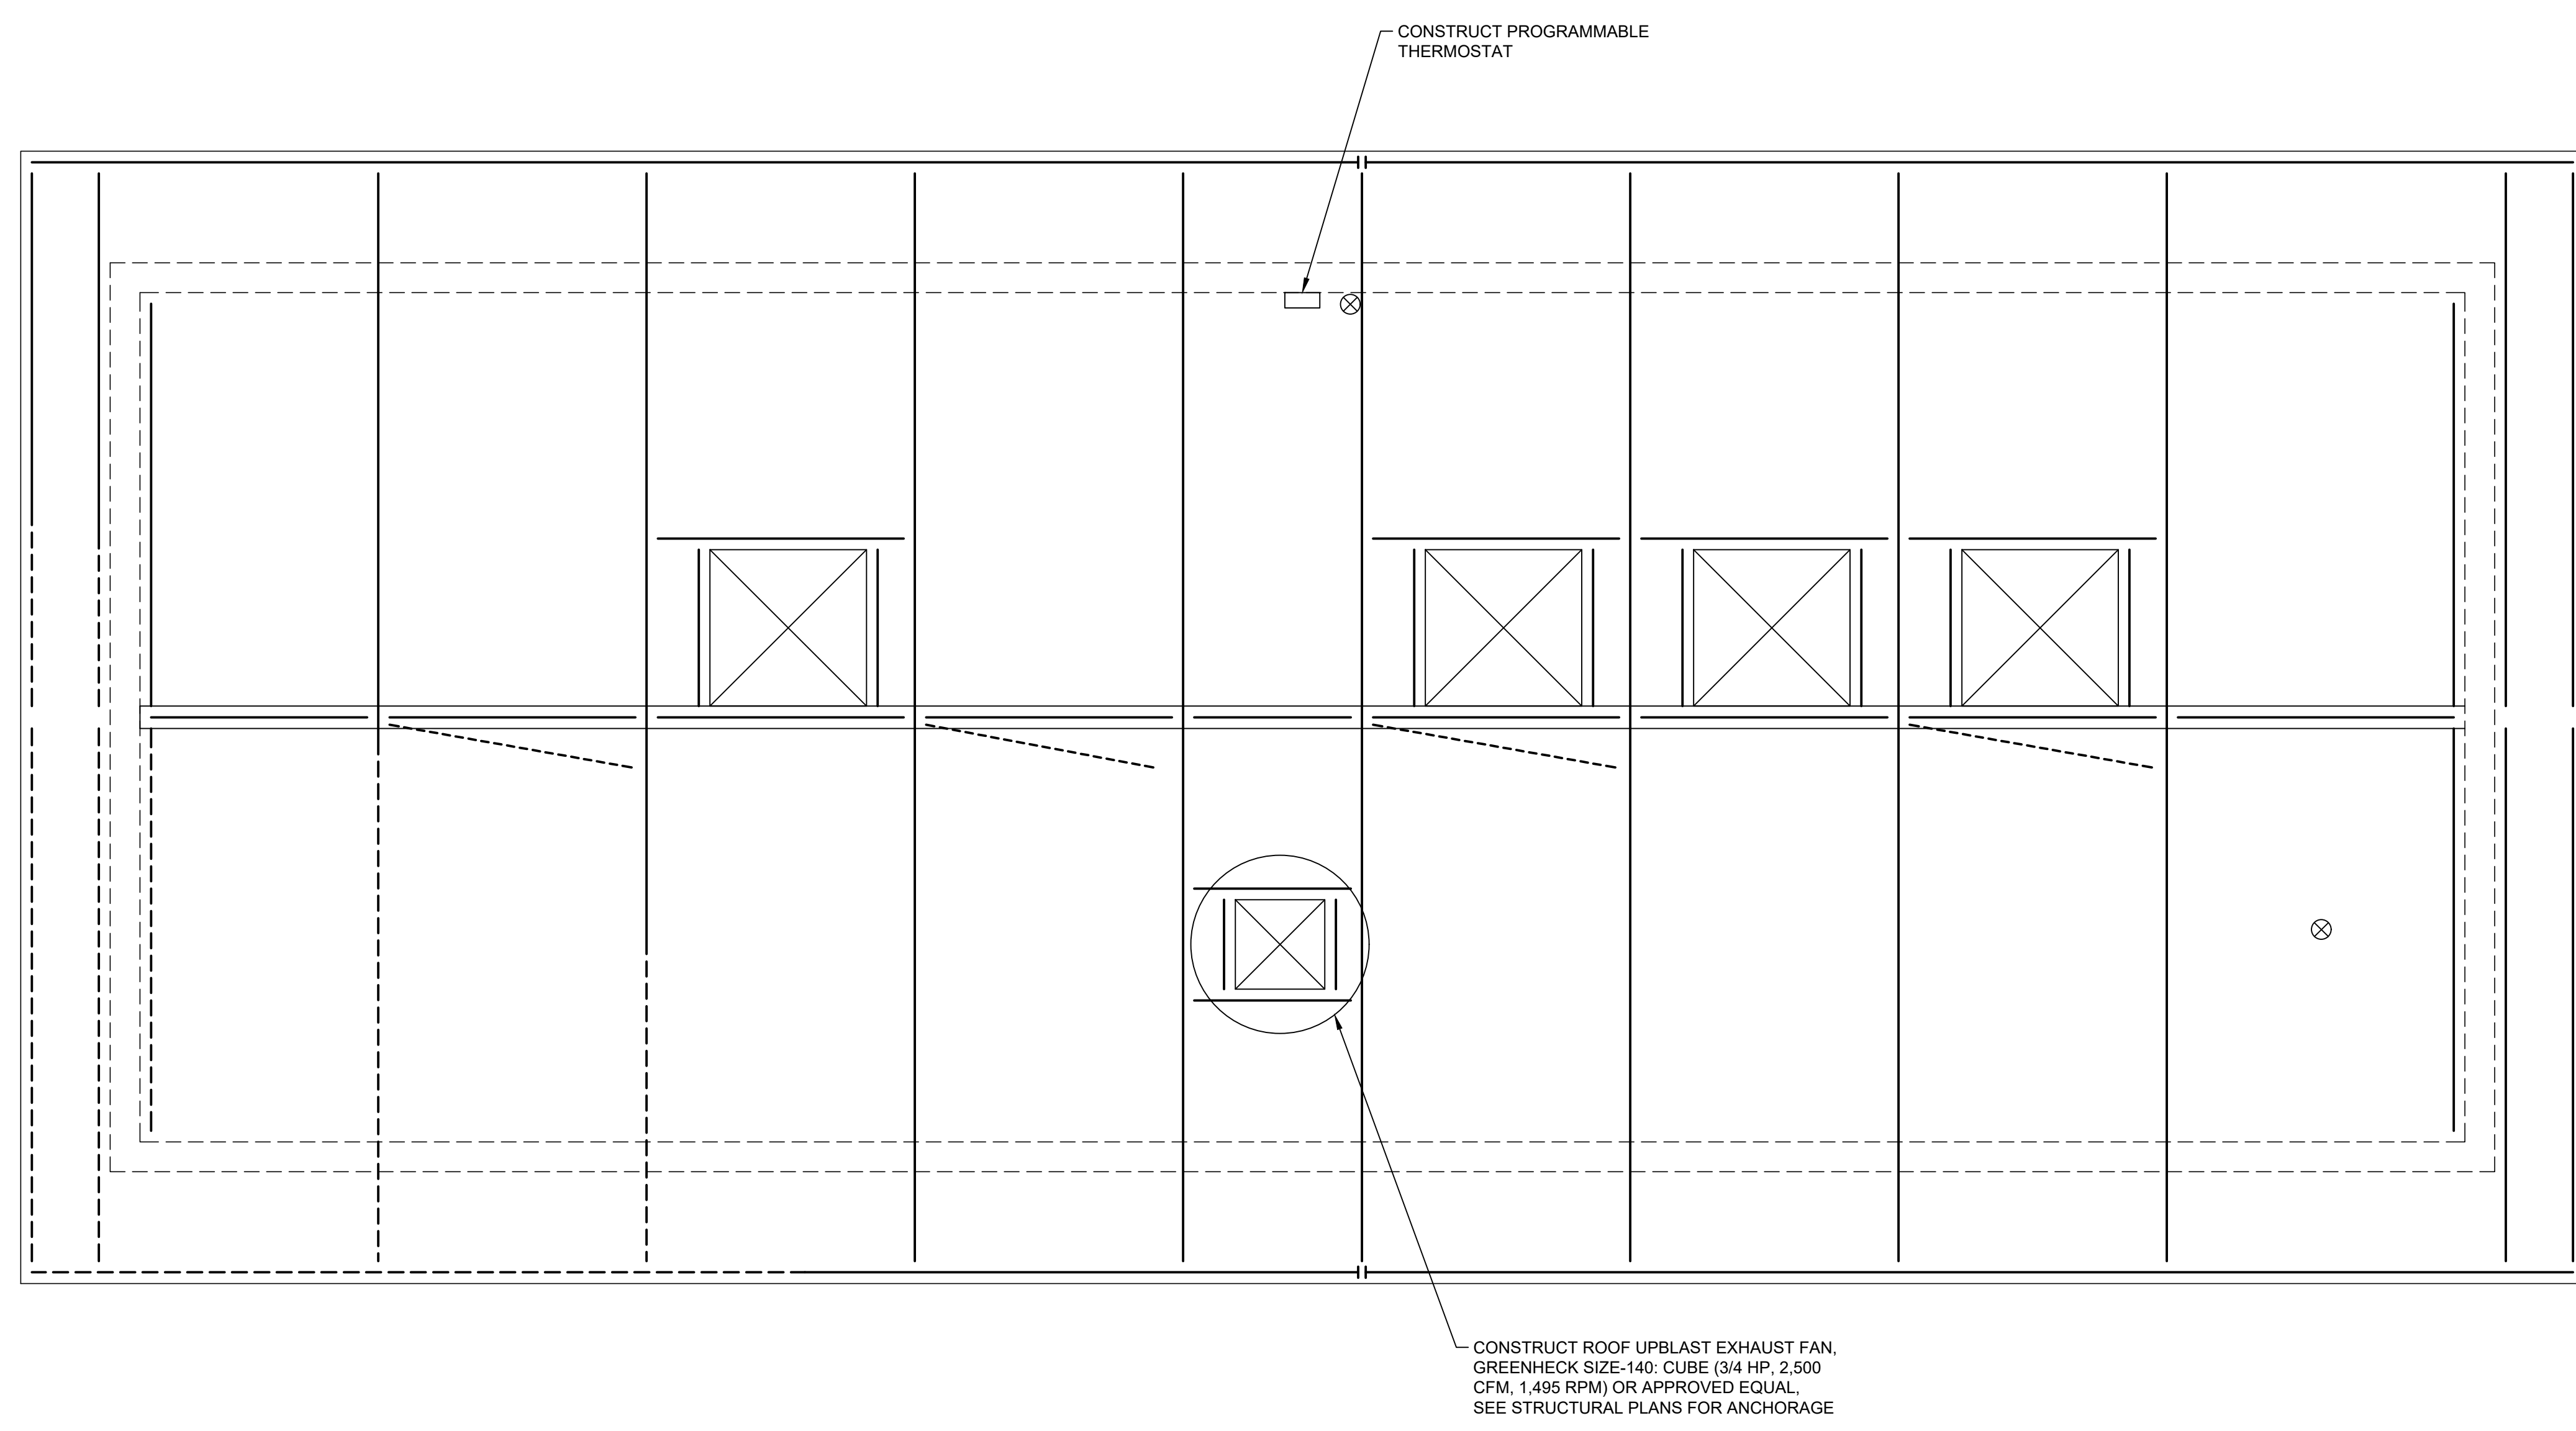 CONSTRUCT PROGRAMMABLE
THERMOSTAT
CONSTRUCT ROOF UPBLAST EXHAUST FAN,
GREENHECK SIZE-140: CUBE (3/4 HP, 2,500
CFM, 1,495 RPM) OR APPROVED EQUAL,
SEE STRUCTURAL PLANS FOR ANCHORAGE